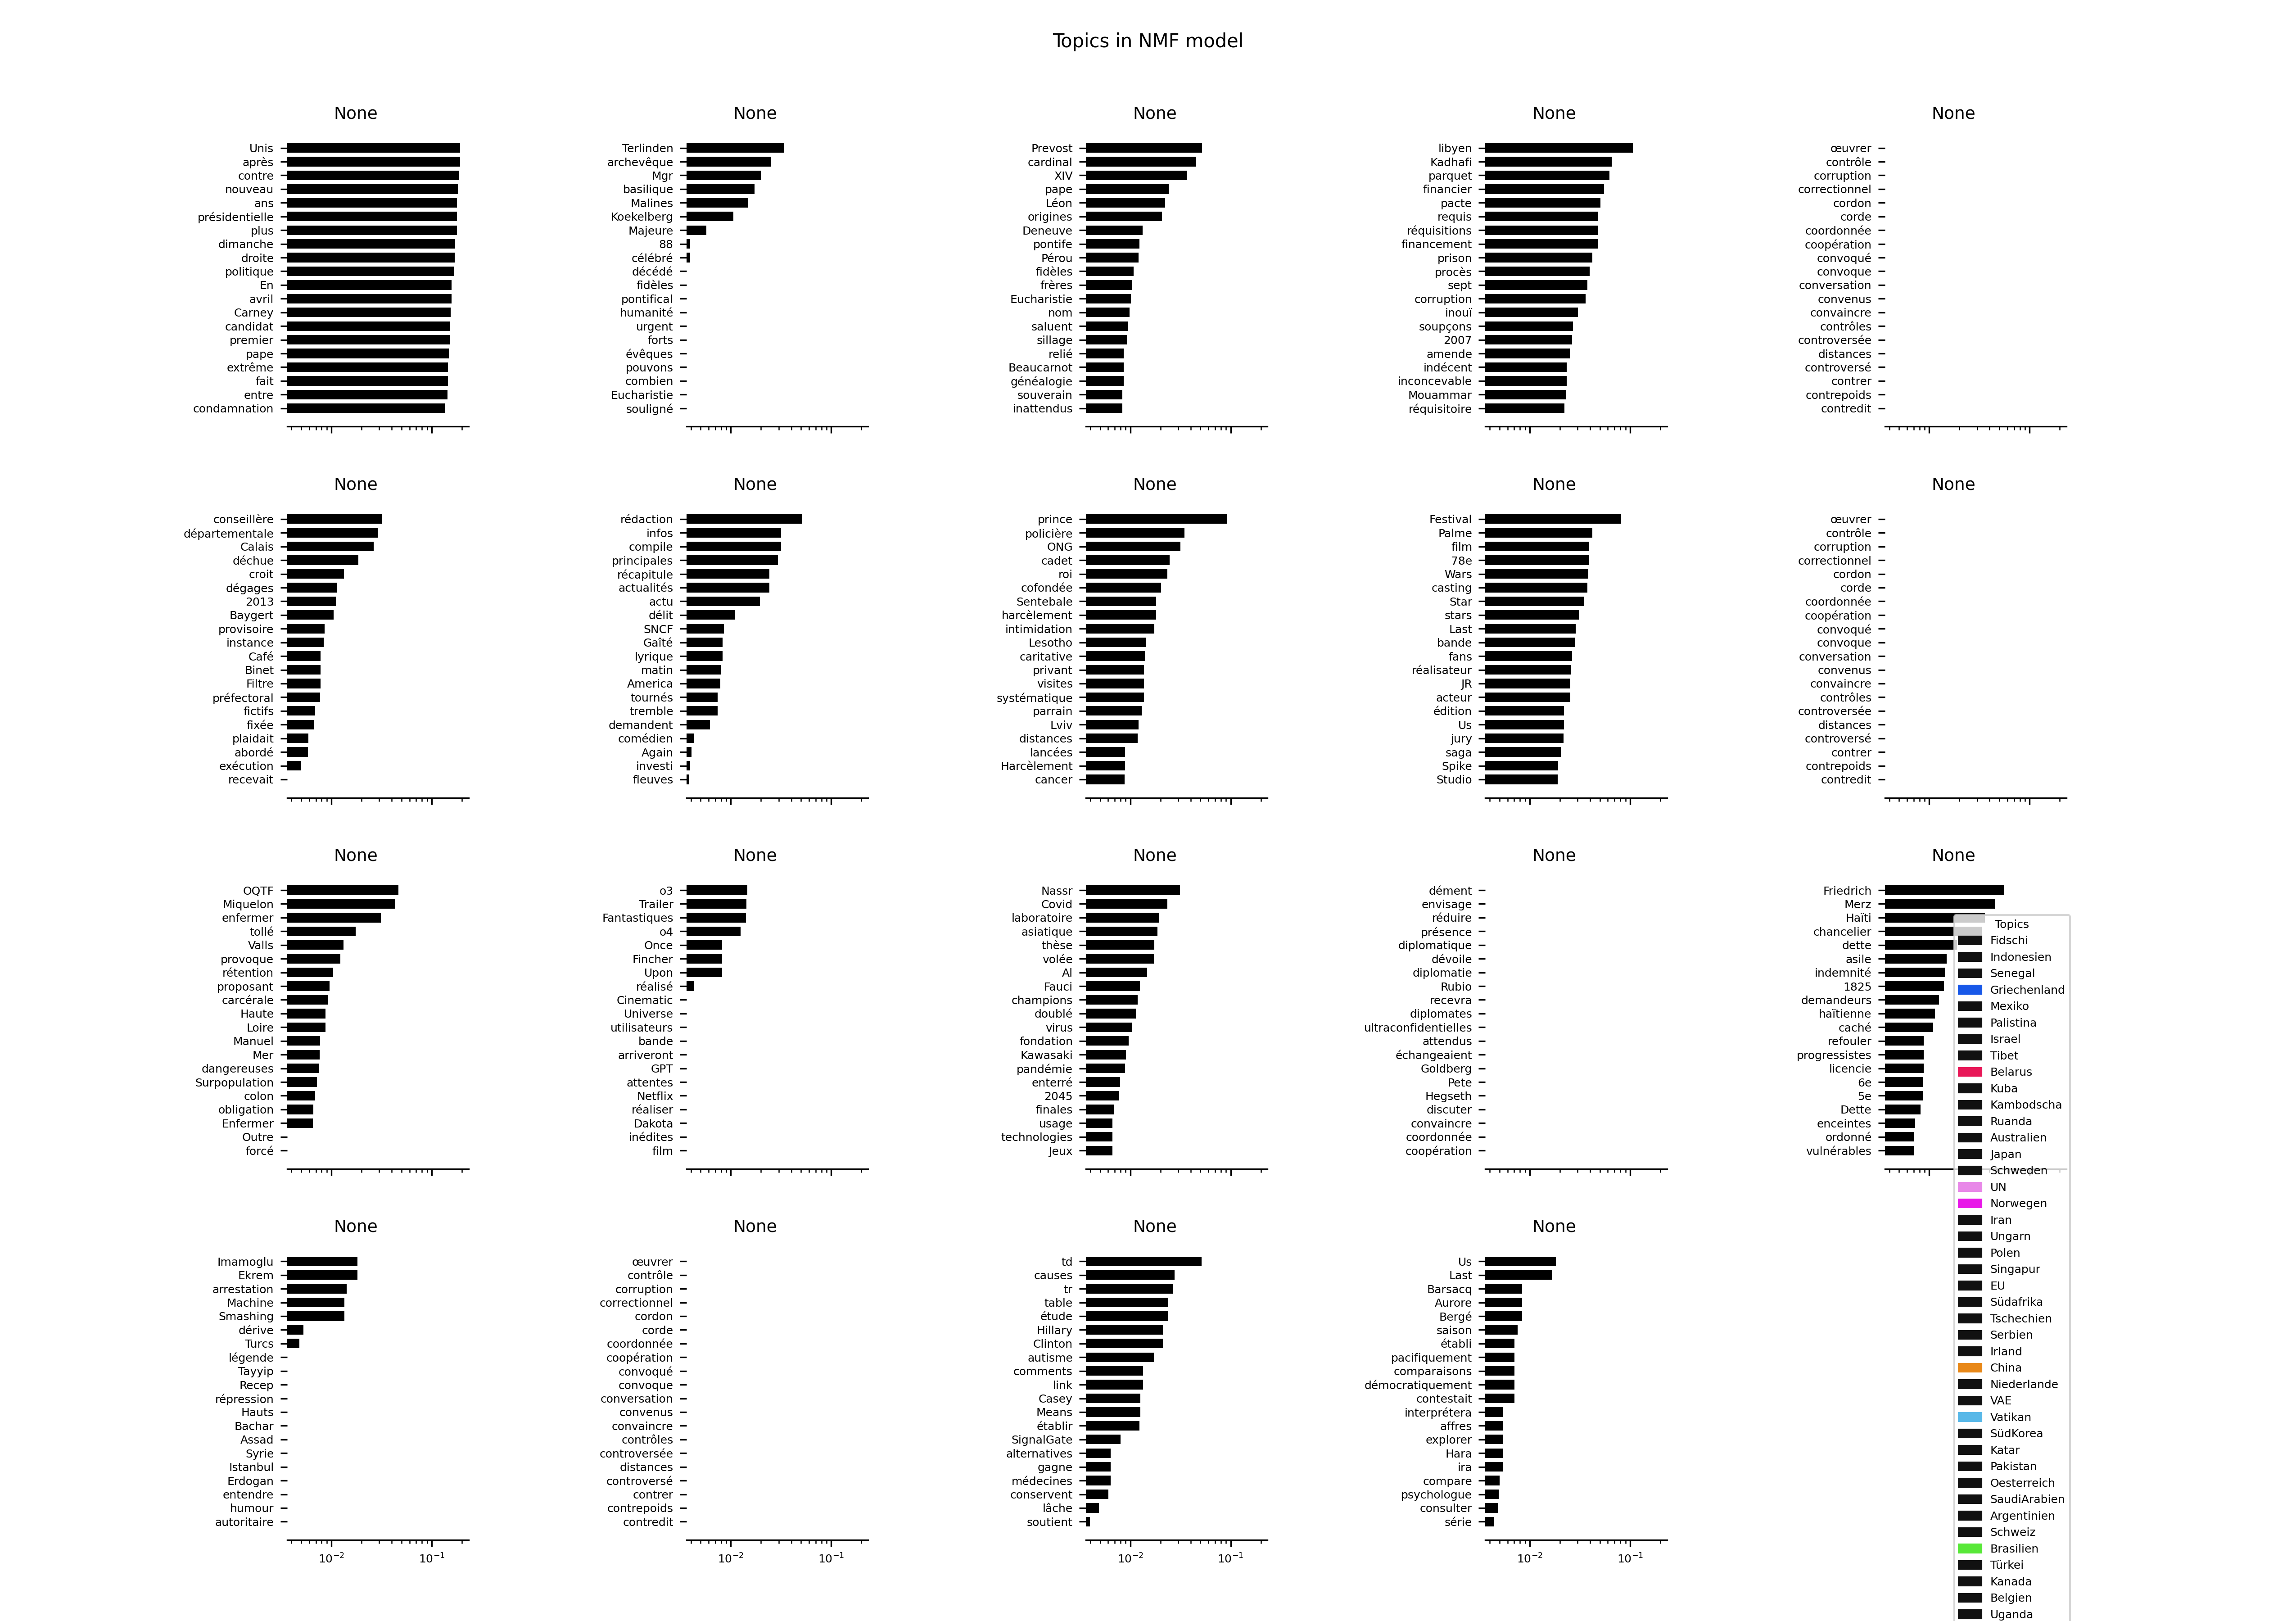 Topics in NMF model
None
Unis
après
contre
nouveau
ans
présidentielle
plus
dimanche
droite
politique
En
avril
Carney
candidat
premier
pape
extrême
fait
entre
condamnation
None
Terlinden
archevêque
Mgr
basilique
Malines
Koekelberg
Majeure
88
célébré
décédé
fidèles
pontifical
humanité
urgent
forts
évêques
pouvons
combien
Eucharistie
souligné
None
Prevost
cardinal
XIV
pape
Léon
origines
Deneuve
pontife
Pérou
fidèles
frères
Eucharistie
nom
saluent
sillage
relié
Beaucarnot
généalogie
souverain
inattendus
None
libyen
Kadhafi
parquet
financier
pacte
requis
réquisitions
financement
prison
procès
sept
corruption
inouï
soupçons
2007
amende
indécent
inconcevable
Mouammar
réquisitoire
None
œuvrer
contrôle
corruption
correctionnel
cordon
corde
coordonnée
coopération
convoqué
convoque
conversation
convenus
convaincre
contrôles
controversée
distances
controversé
contrer
contrepoids
contredit
None
conseillère
départementale
Calais
déchue
croit
dégages
2013
Baygert
provisoire
instance
Café
Binet
Filtre
préfectoral
fictifs
fixée
plaidait
abordé
exécution
recevait
None
rédaction
infos
compile
principales
récapitule
actualités
actu
délit
SNCF
Gaîté
lyrique
matin
America
tournés
tremble
demandent
comédien
Again
investi
fleuves
None
prince
policière
ONG
cadet
roi
cofondée
Sentebale
harcèlement
intimidation
Lesotho
caritative
privant
visites
systématique
parrain
Lviv
distances
lancées
Harcèlement
cancer
None
Festival
Palme
film
78e
Wars
casting
Star
stars
Last
bande
fans
réalisateur
JR
acteur
édition
Us
jury
saga
Spike
Studio
None
œuvrer
contrôle
corruption
correctionnel
cordon
corde
coordonnée
coopération
convoqué
convoque
conversation
convenus
convaincre
contrôles
controversée
distances
controversé
contrer
contrepoids
contredit
None
OQTF
Miquelon
enfermer
tollé
Valls
provoque
rétention
proposant
carcérale
Haute
Loire
Manuel
Mer
dangereuses
Surpopulation
colon
obligation
Enfermer
Outre
forcé
None
o3
Trailer
Fantastiques
o4
Once
Fincher
Upon
réalisé
Cinematic
Universe
utilisateurs
bande
arriveront
GPT
attentes
Netflix
réaliser
Dakota
inédites
film
None
Nassr
Covid
laboratoire
asiatique
thèse
volée
Al
Fauci
champions
doublé
virus
fondation
Kawasaki
pandémie
enterré
2045
finales
usage
technologies
Jeux
None
dément
envisage
réduire
présence
diplomatique
dévoile
diplomatie
Rubio
recevra
diplomates
ultraconfidentielles
attendus
échangeaient
Goldberg
Pete
Hegseth
discuter
convaincre
coordonnée
coopération
None
Friedrich
Merz
Haïti
chancelier
dette
asile
indemnité
1825
demandeurs
haïtienne
caché
refouler
progressistes
licencie
6e
5e
Dette
enceintes
ordonné
vulnérables
None
Imamoglu
Ekrem
arrestation
Machine
Smashing
dérive
Turcs
légende
Tayyip
Recep
répression
Hauts
Bachar
Assad
Syrie
Istanbul
Erdogan
entendre
humour
autoritaire
10⁻² 10⁻¹
None
œuvrer
contrôle
corruption
correctionnel
cordon
corde
coordonnée
coopération
convoqué
convoque
conversation
convenus
convaincre
contrôles
controversée
distances
controversé
contrer
contrepoids
contredit
10⁻² 10⁻¹
None
td
causes
tr
table
étude
Hillary
Clinton
autisme
comments
link
Casey
Means
établir
SignalGate
alternatives
gagne
médecines
conservent
lâche
soutient
10⁻² 10⁻¹
None
Us
Last
Barsacq
Aurore
Bergé
saison
établi
pacifiquement
comparaisons
démocratiquement
contestait
interprétera
affres
explorer
Hara
ira
compare
psychologue
consulter
série
10⁻² 10⁻¹
Topics
Fidschi
Indonesien
Senegal
Griechenland
Mexiko
Palistina
Israel
Tibet
Belarus
Kuba
Kambodscha
Ruanda
Australien
Japan
Schweden
UN
Norwegen
Iran
Ungarn
Polen
Singapur
EU
Südafrika
Tschechien
Serbien
Irland
China
Niederlande
VAE
Vatikan
SüdKorea
Katar
Pakistan
Oesterreich
SaudiArabien
Argentinien
Schweiz
Brasilien
Türkei
Kanada
Belgien
Uganda